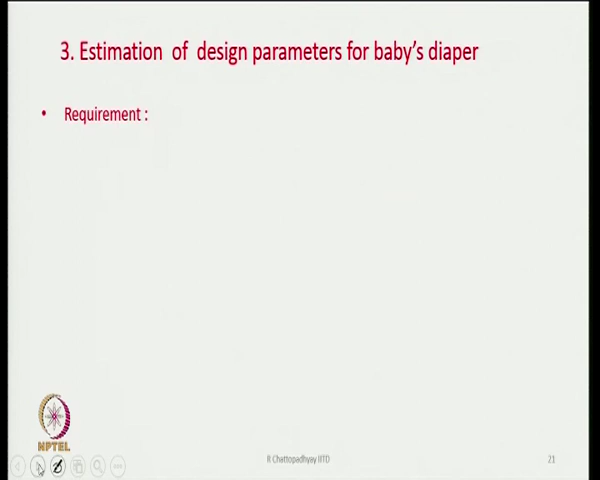 3. Estimation of design parameters for baby's diaper
• Requirement :
NPTEL
R Chattopadhyay IITD
21